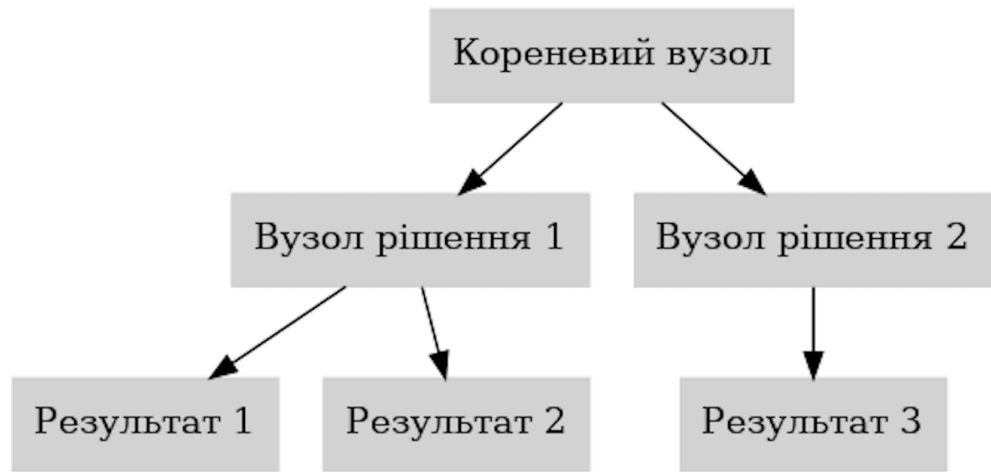 Кореневий вузол
Вузол рішення 1
Вузол рішення 2
Результат 1
Результат 2
Результат 3